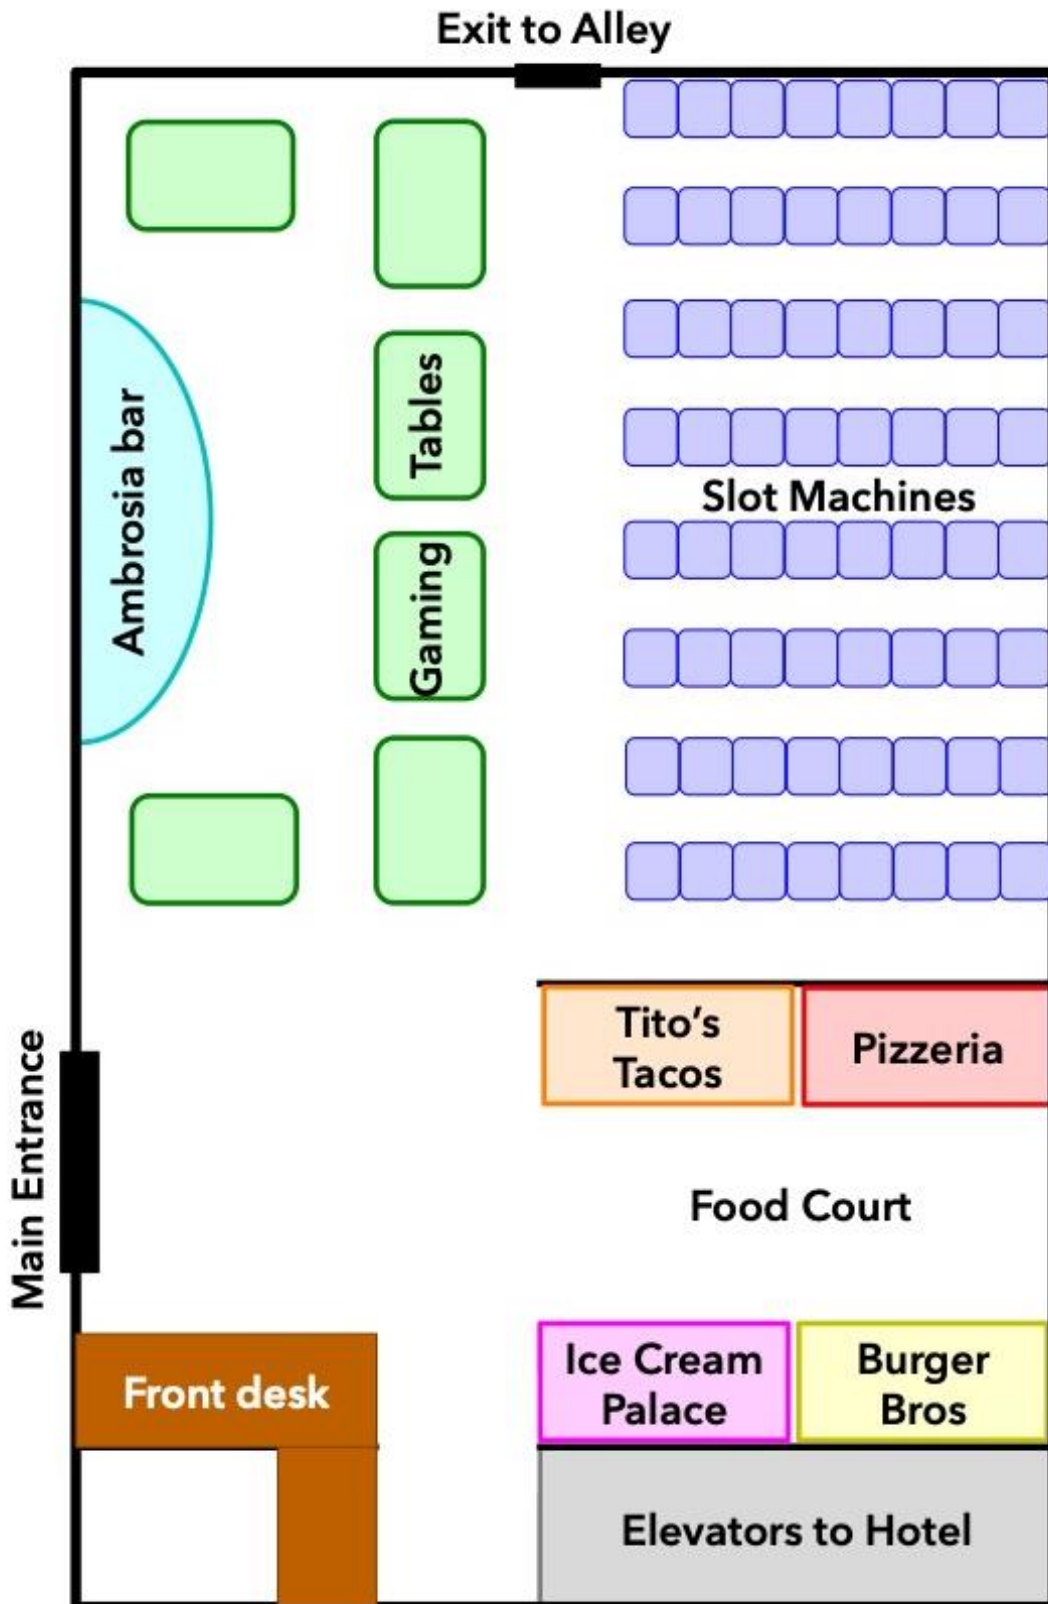 Exit to Alley
Tables
Ambrosia bar
Slot Machines
Gaming
Tito’s
Tacos
Pizzeria
Main Entrance
Food Court
Ice Cream
Palace
Burger
Bros
Front desk
Elevators to Hotel